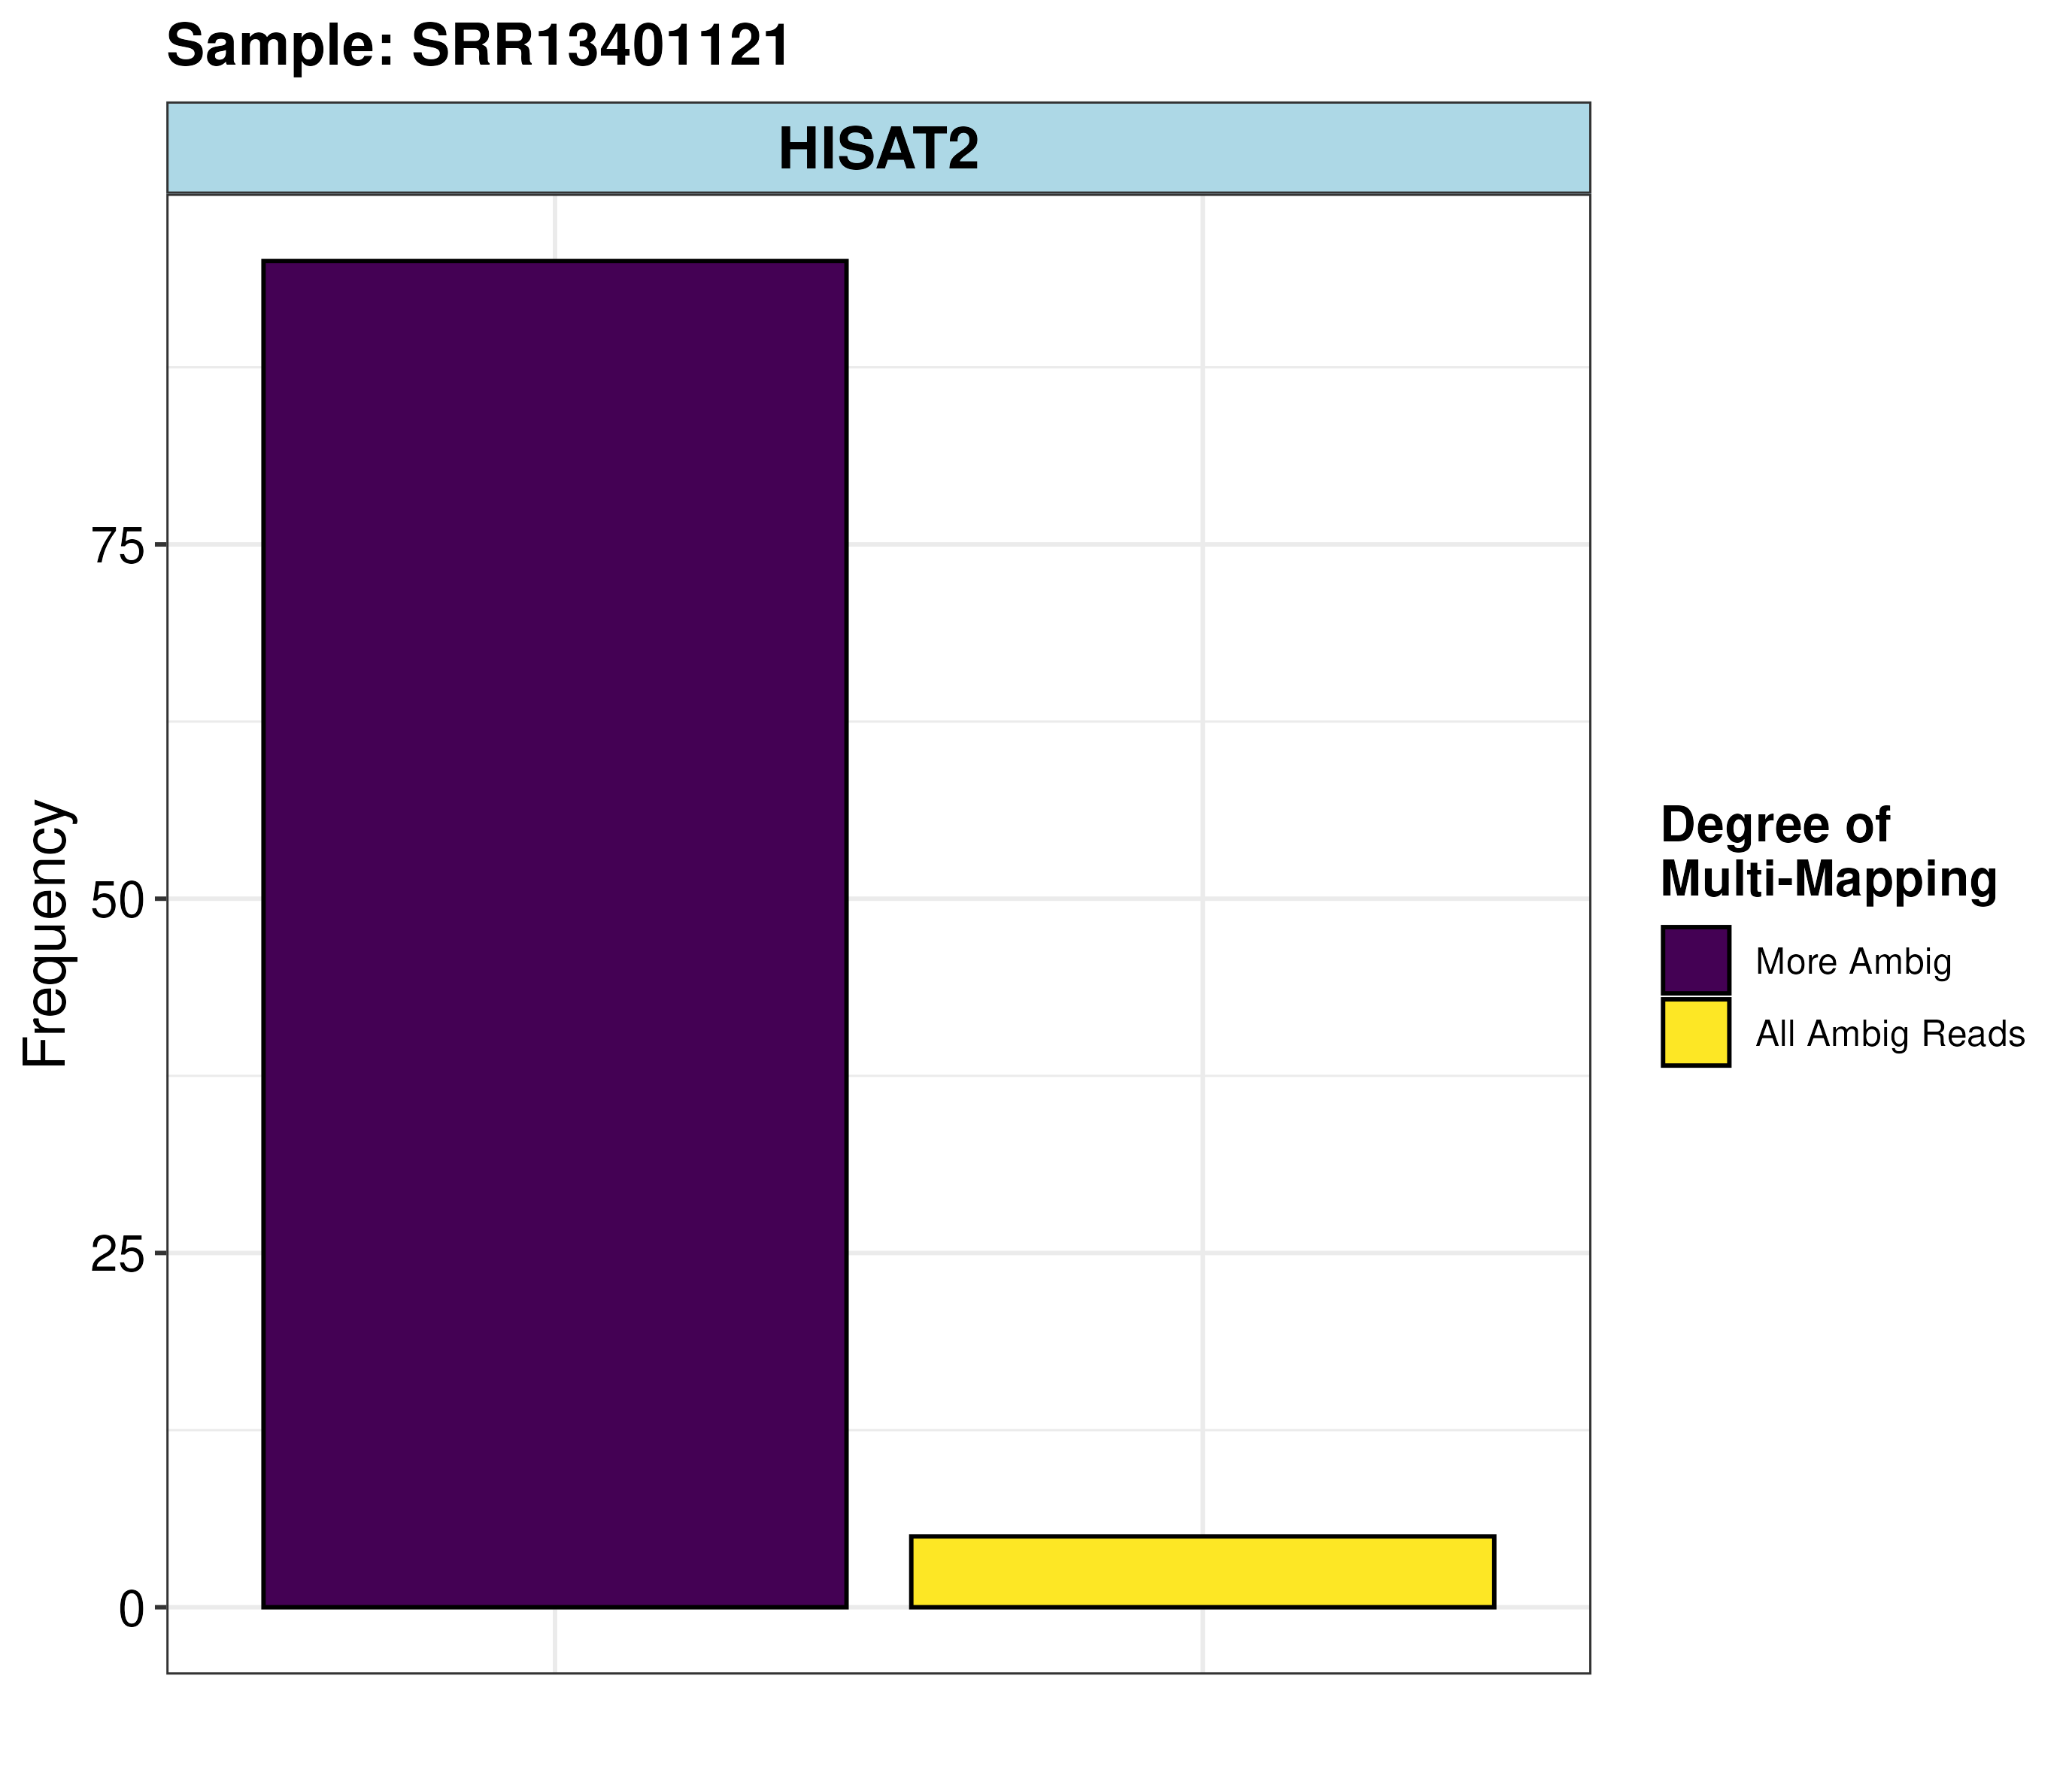 Sample: SRR13401121
HISAT2
75
50
25
0
Frequency
Degree of
Multi-Mapping
More Ambig
All Ambig Reads